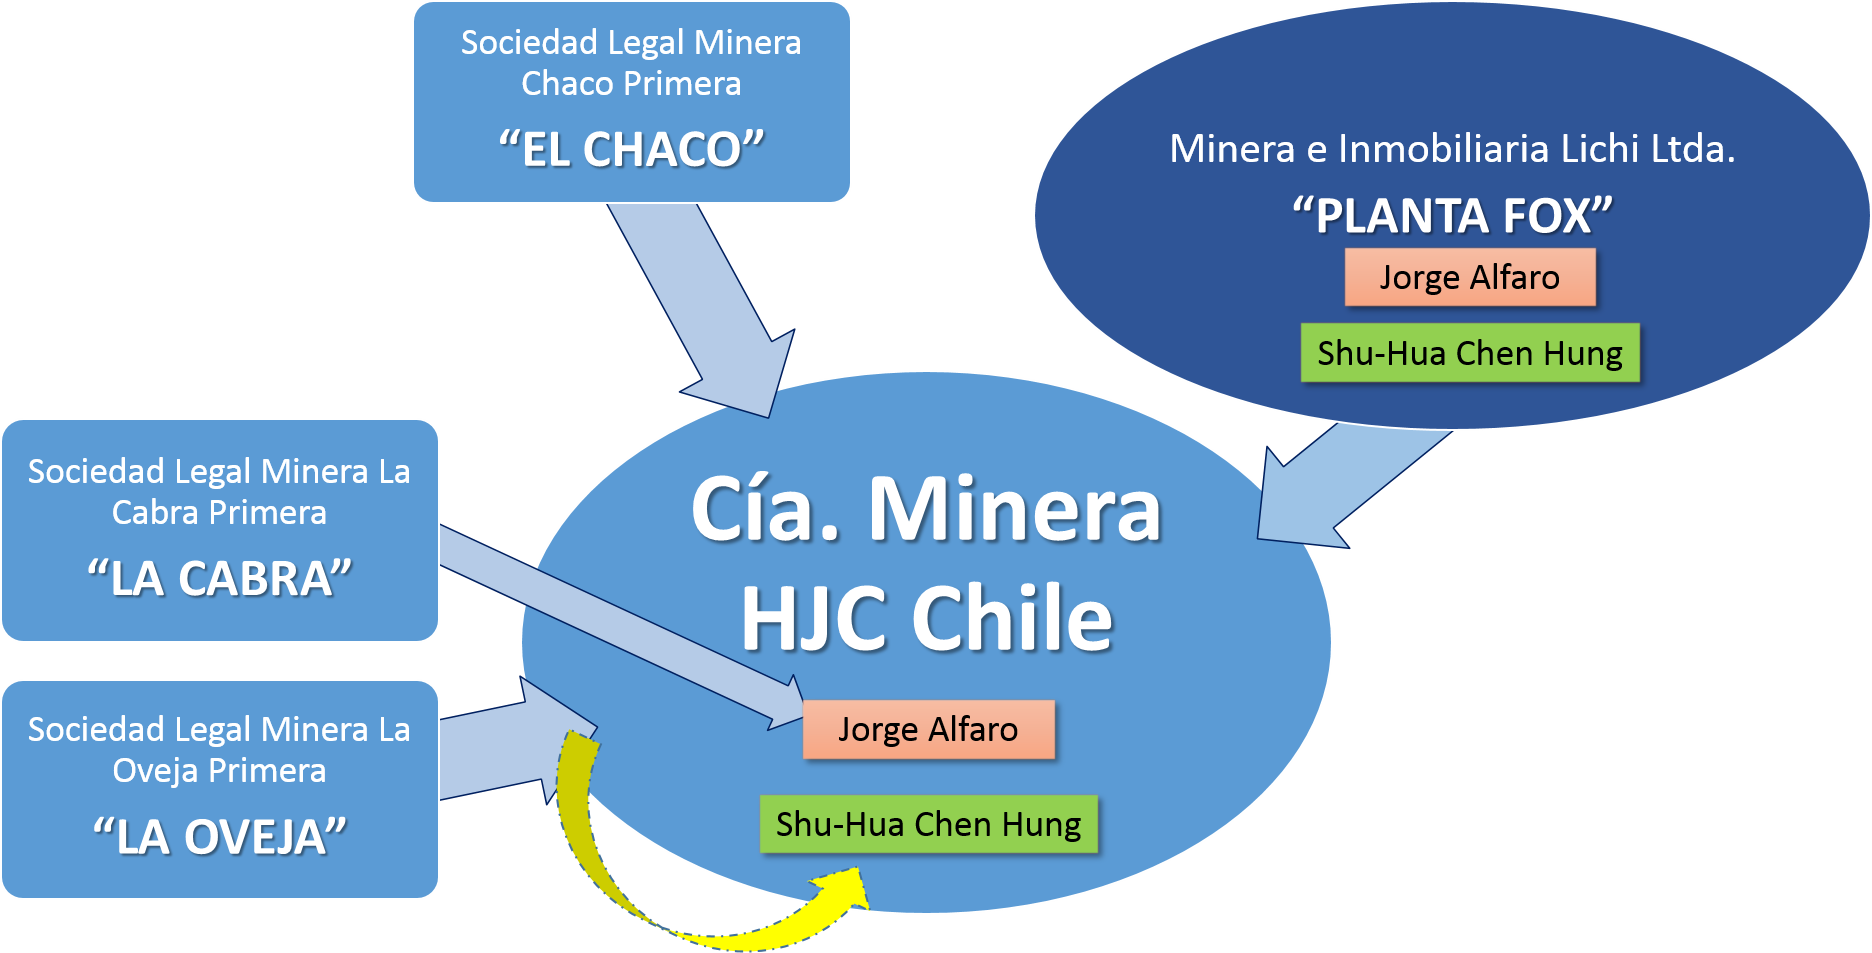 Sociedad Legal Minera
Chaco Primera
“EL CHACO”
Minera e Inmobiliaria Lichi Ltda.
“PLANTA FOX”
Jorge Alfaro
Shu-Hua Chen Hung
Sociedad Legal Minera La
Cabra Primera
“LA CABRA”
Cía. Minera
HJC Chile
Sociedad Legal Minera La
Oveja Primera
“LA OVEJA”
Jorge Alfaro
Shu-Hua Chen Hung